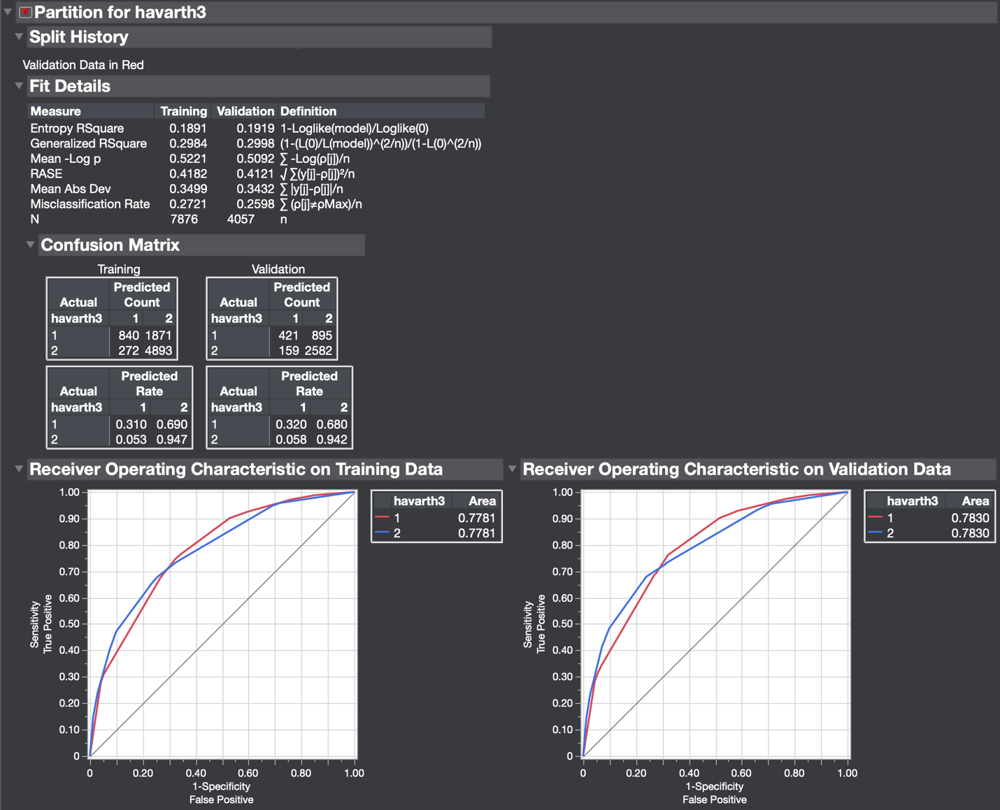 Partition for havarth3
Split History
Validation Data in Red
Fit Details
Measure Training Validation Definition
Entropy RSquare 0.1891 0.1919 1-Loglike(model)/Loglike(0)
Generalized RSquare 0.2984 0.2998 (1-(L(0)/L(model))^(2/n))/(1-L(0)^(2/n))
Mean -Log p 0.5221 0.5092 ∑ -Log(ρ[j])/n
RASE 0.4182 0.4121 √ ∑(y[j]-ρ[j])²/n
Mean Abs Dev 0.3499 0.3432 ∑ |y[j]-ρ[j]|/n
Misclassification Rate 0.2721 0.2598 ∑ (ρ[j]≠ρMax)/n
N 7876 4057 n
Confusion Matrix
Training
Predicted
Actual Count
havarth3 1 2
1 840 1871
2 272 4893
Predicted
Actual Rate
havarth3 1 2
1 0.310 0.690
2 0.053 0.947
Validation
Predicted
Actual Count
havarth3 1 2
1 421 895
2 159 2582
Predicted
Actual Rate
havarth3 1 2
1 0.320 0.680
2 0.058 0.942
Receiver Operating Characteristic on Training Data
1.00
0.90
0.80
0.70
0.60
0.50
0.40
0.30
0.20
0.10
0
Sensitivity
True Positive
0 0.20 0.40 0.60 0.80 1.00
1-Specificity
False Positive
havarth3 Area
1 0.7781
2 0.7781
Receiver Operating Characteristic on Validation Data
1.00
0.90
0.80
0.70
0.60
0.50
0.40
0.30
0.20
0.10
0
Sensitivity
True Positive
0 0.20 0.40 0.60 0.80 1.00
1-Specificity
False Positive
havarth3 Area
1 0.7830
2 0.7830